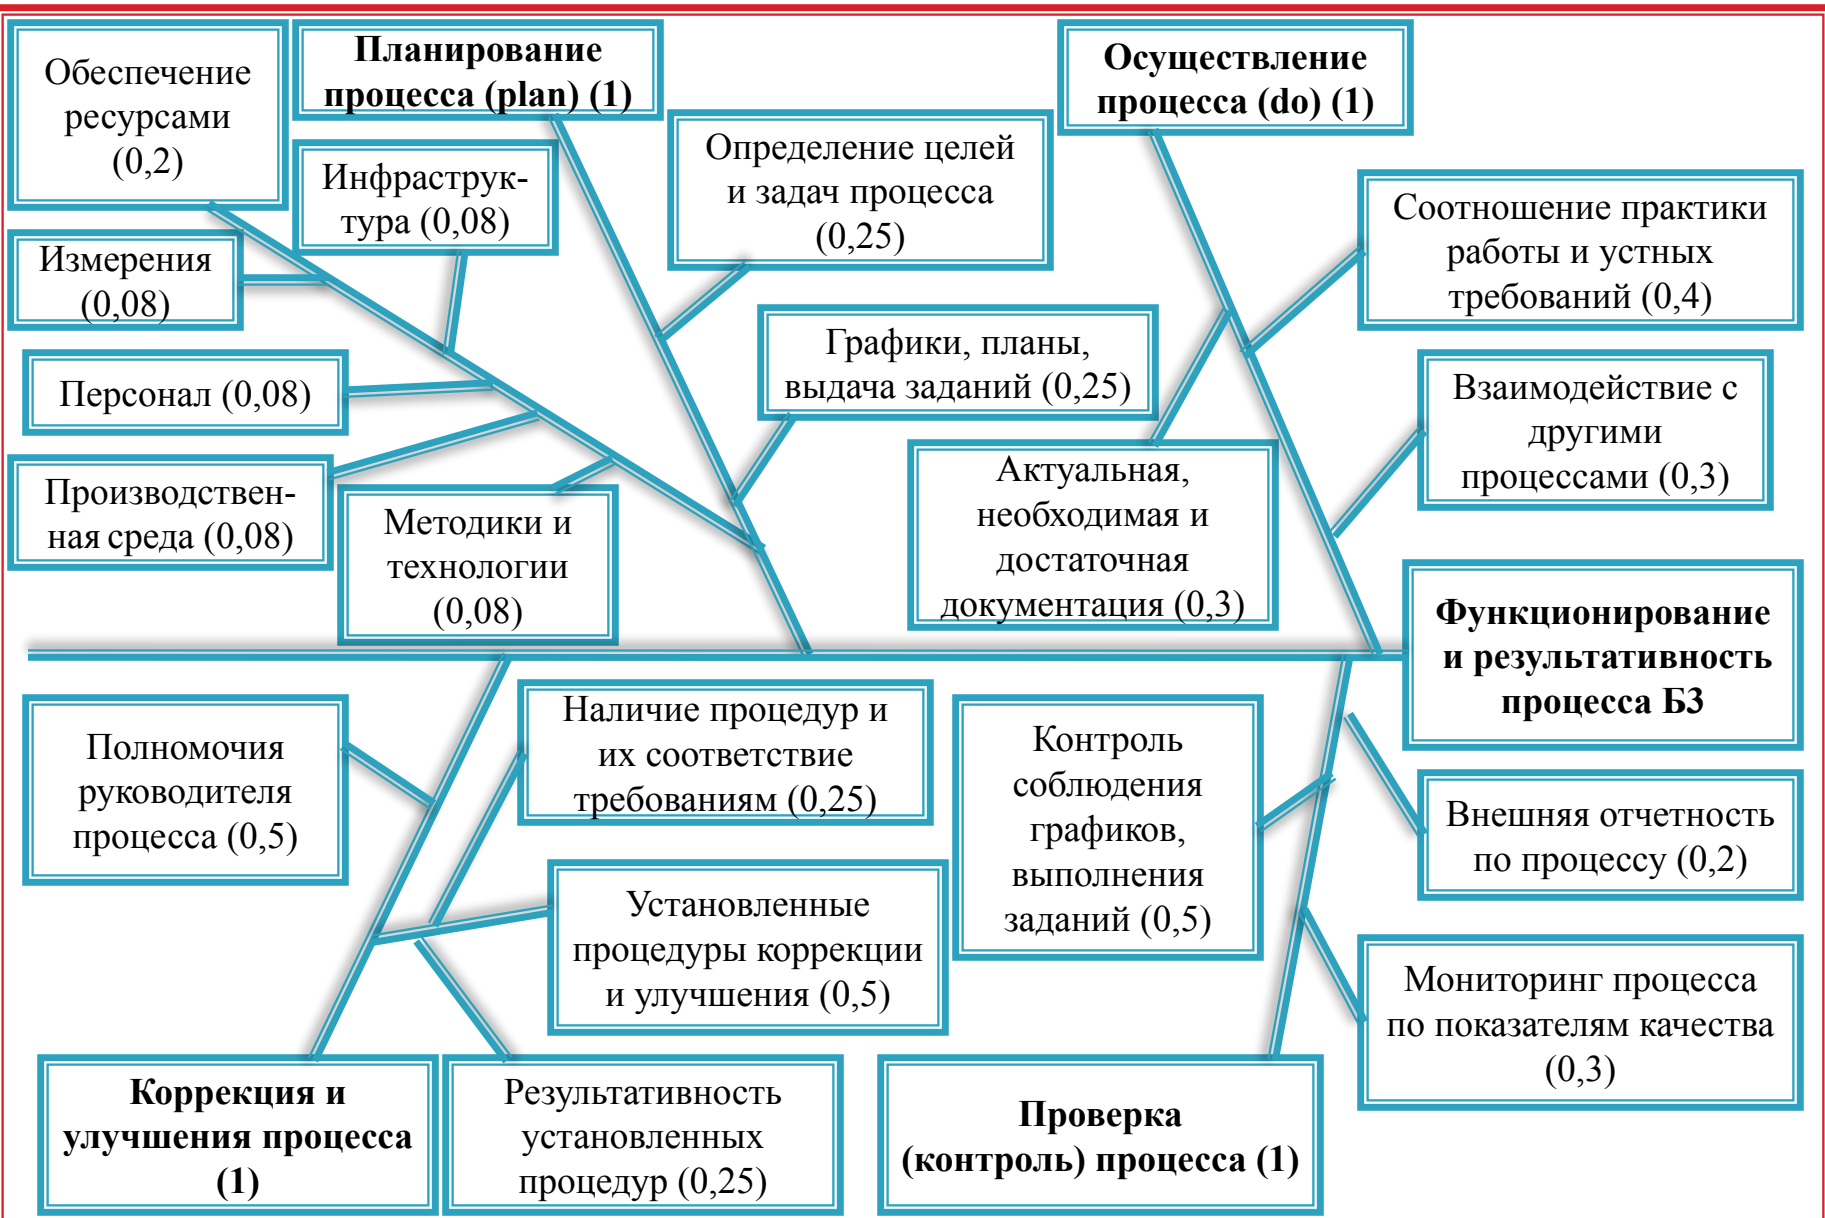 Обеспечение
ресурсами
(0,2)
Планирование
процесса (plan) (1)
Осуществление
процесса (do) (1)
Инфраструк-
тура (0,08)
Определение целей
и задач процесса
(0,25)
Соотношение практики
работы и устных
требований (0,4)
Измерения
(0,08)
Графики, планы,
выдача заданий (0,25)
Персонал (0,08)
Взаимодействие с
другими
процессами (0,3)
Актуальная,
необходимая и
достаточная
документация (0,3)
Производствен-
ная среда (0,08)
Методики и
технологии
(0,08)
Функционирование
и результативность
процесса Б3
Полномочия
руководителя
процесса (0,5)
Наличие процедур и
их соответствие
требованиям (0,25)
Контроль
соблюдения
графиков,
выполнения
заданий (0,5)
Внешняя отчетность
по процессу (0,2)
Установленные
процедуры коррекции
и улучшения (0,5)
Мониторинг процесса
по показателям качества
(0,3)
Коррекция и
улучшения процесса
(1)
Результативность
установленных
процедур (0,25)
Проверка
(контроль) процесса (1)